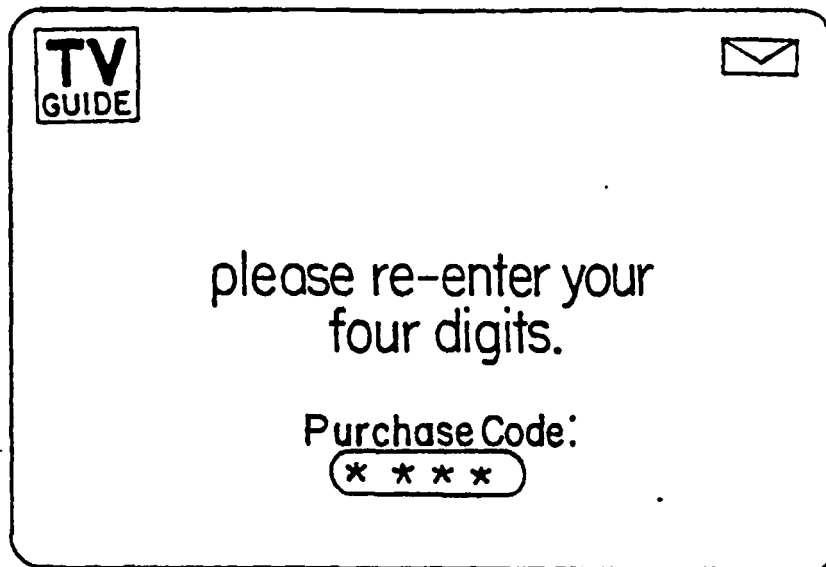 TV
GUIDE
please re-enter your
four digits.
Purchase Code:
* * * *